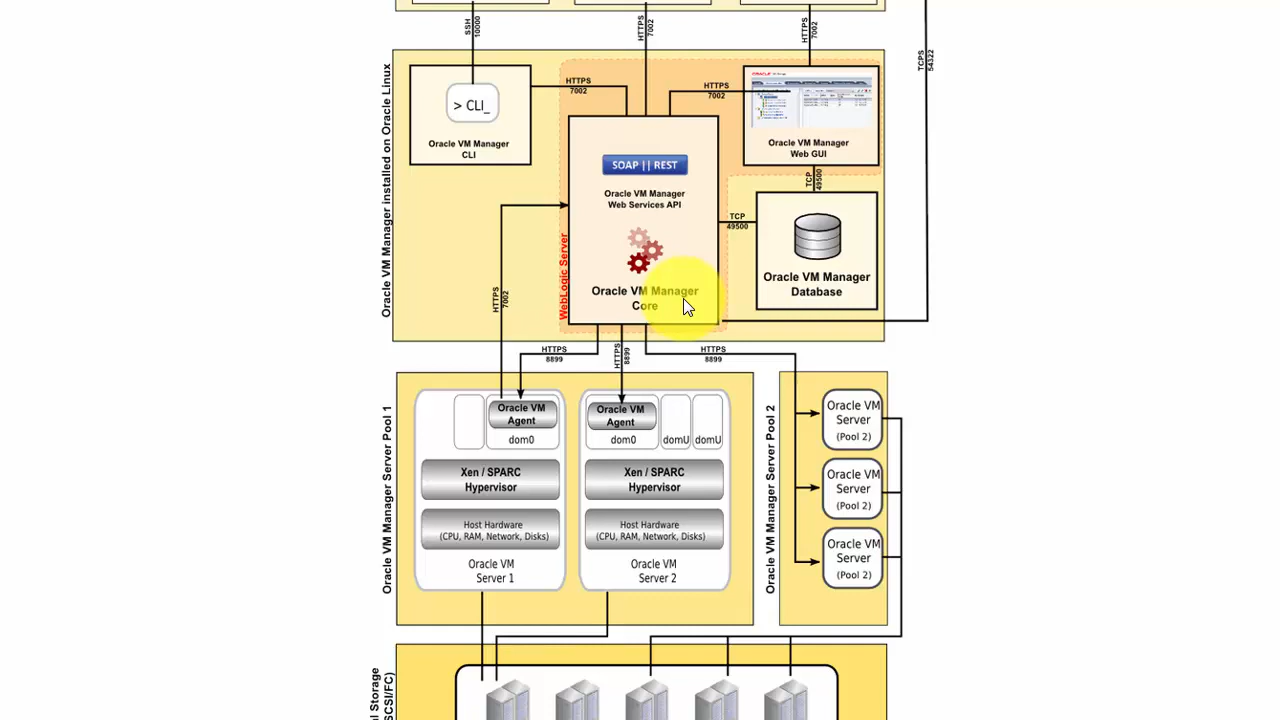 SSH
10000
HTTPS
7002
HTTPS
7002
TCPS
54322
Oracle VM Manager installed on Oracle Linux
> CLI_
Oracle VM Manager
CLI
HTTPS
7002
HTTPS
7002
ORACLE
Oracle VM Manager
Web GUI
SOAP || REST
Oracle VM Manager
Web Services API
WebLogic Server
Oracle VM Manager
Core
TCP
49500
TCP
49500
Oracle VM Manager
Database
HTTPS
7002
HTTPS
8899
HTTPS
8899
HTTPS
8899
Oracle VM Manager Server Pool 1
Oracle VM
Agent
dom0
Xen / SPARC
Hypervisor
Host Hardware
(CPU, RAM, Network, Disks)
Oracle VM
Server 1
Oracle VM
Agent
dom0
domU
domU
Xen / SPARC
Hypervisor
Host Hardware
(CPU, RAM, Network, Disks)
Oracle VM
Server 2
Oracle VM Manager Server Pool 2
Oracle VM
Server
(Pool 2)
Oracle VM
Server
(Pool 2)
Oracle VM
Server
(Pool 2)
al Storage
SCSI/FC)